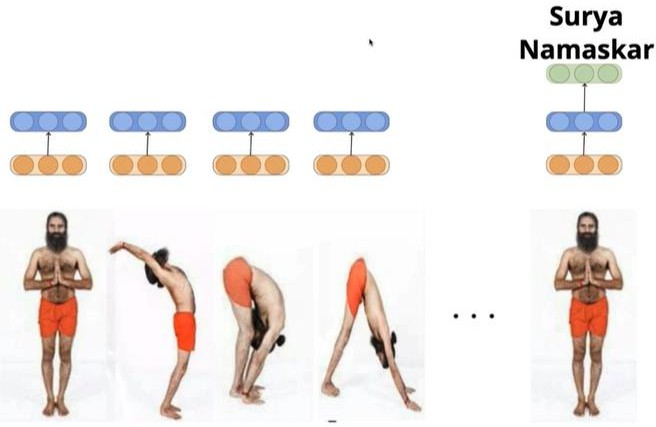 Surya
Namaskar
. . .